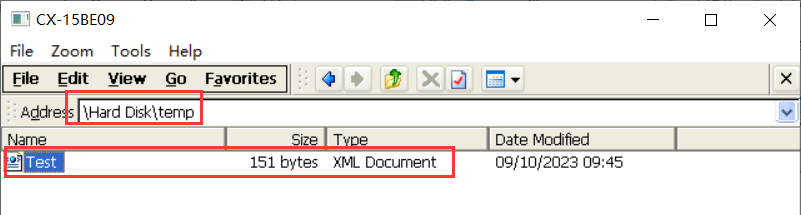 CX-15BE09
File Zoom Tools Help
File Edit View Go Favorites
Address \Hard Disk\temp
Name Size Type Date Modified
Test 151 bytes XML Document 09/10/2023 09:45